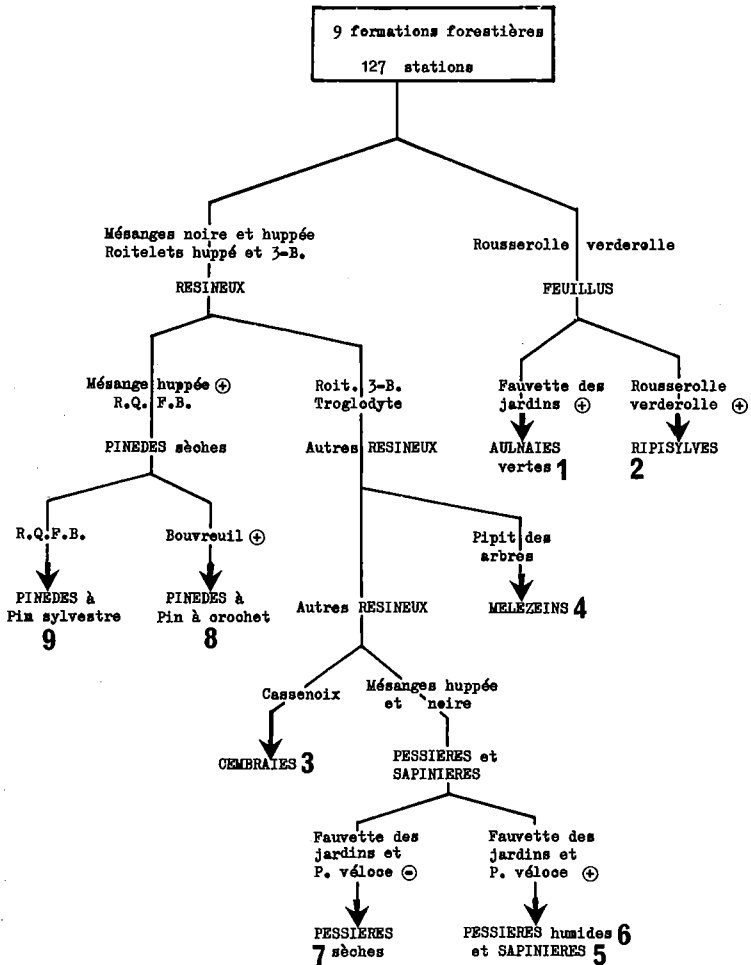 9 formations forestières
127 stations
Mésanges noire et huppée
Roitelets huppé et 3-B.
RESINEUX
Rousserolle verderolle
FEUILLUS
Mésange huppée ⊕
R.Q. F.B.
PINEDES sèches
Roit. 3-B.
Troglodyte
Autres RESINEUX
Fauvette des
jardins ⊕
AULNAIES
vertes 1
Rousserolle
verderolle ⊕
RIPISYLVES
2
R.Q.F.B.
PINEDES à
Pin sylvestre
9
Bouvreuil ⊕
PINEDES à
Pin à crochet
8
Autres RESINEUX
Pipit des
arbres
MELEZEINS 4
Cassenoix
CEMBRAIES 3
Mésanges huppée
et noire
PESSIERES et
SAPINIERES
Fauvette des
jardins et
P. véloce ⊖
PESSIERES
7 sèches
Fauvette des
jardins et
P. véloce ⊕
PESSIERES humides 6
et SAPINIERES 5